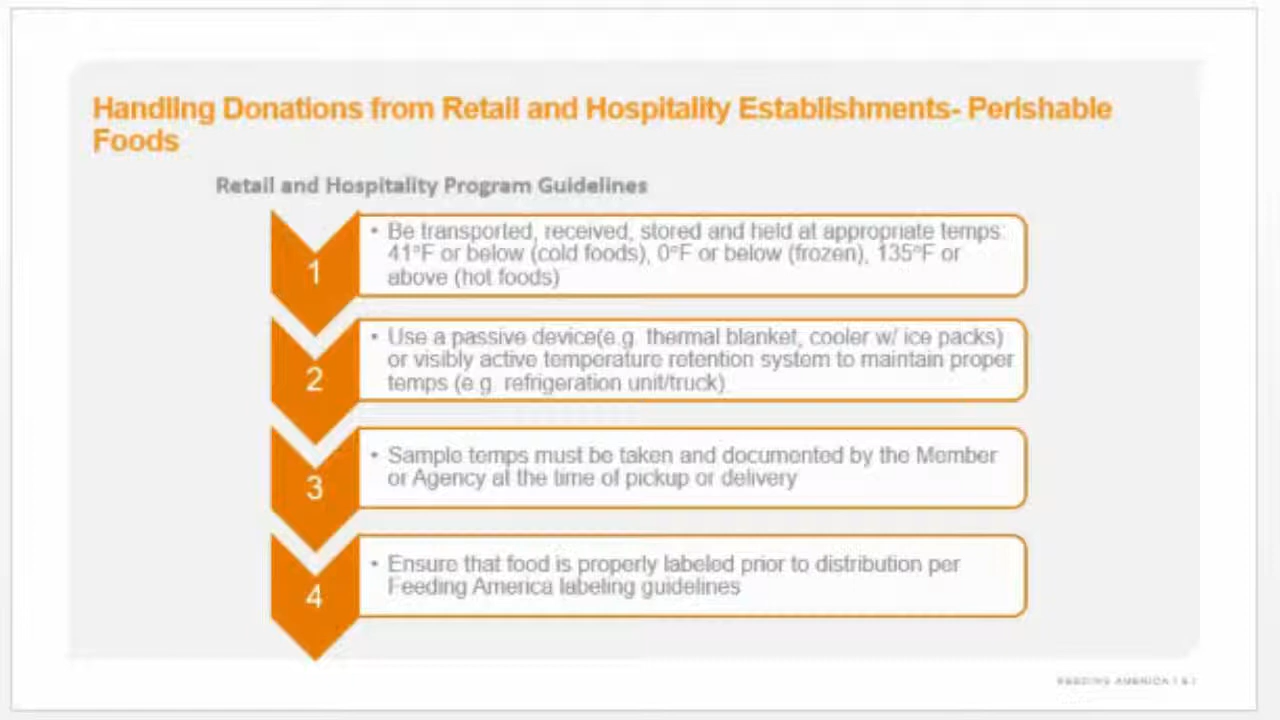 Handling Donations from Retail and Hospitality Establishments- Perishable
Foods
Retail and Hospitality Program Guidelines
1
• Be transported, received, stored and held at appropriate temps:
41°F or below (cold foods), 0°F or below (frozen), 135°F or
above (hot foods)
2
• Use a passive device(e.g. thermal blanket, cooler w/ ice packs)
or visibly active temperature retention system to maintain proper
temps (e.g. refrigeration unit/truck)
3
• Sample temps must be taken and documented by the Member
or Agency at the time of pickup or delivery
4
• Ensure that food is properly labeled prior to distribution per
Feeding America labeling guidelines
FEEDING AMERICA